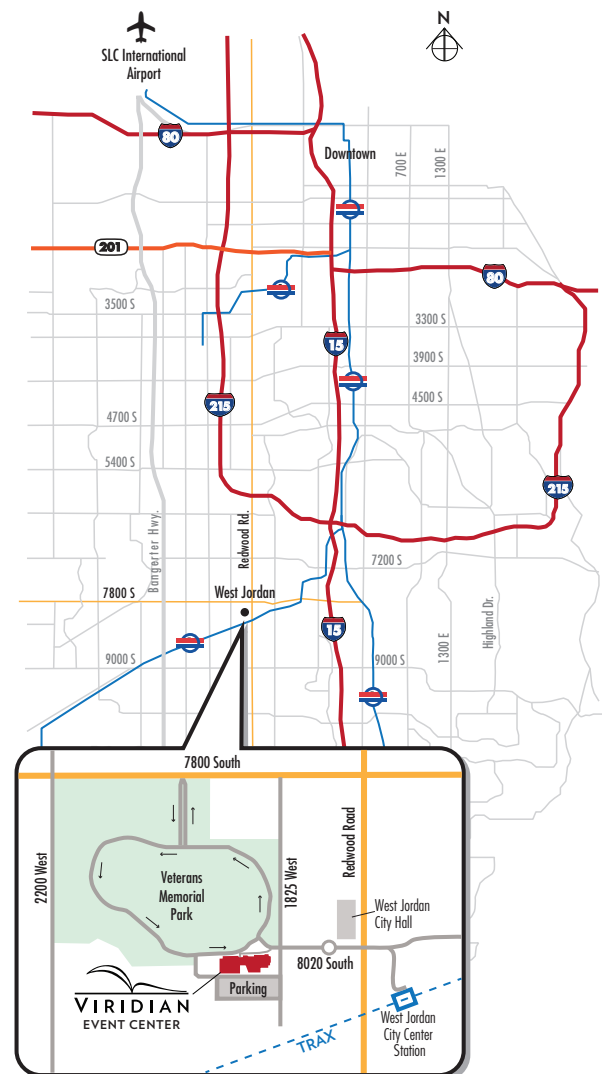 SLC International
Airport
N
80
Downtown
700 E
1300 E
201
80
3500 S
3300 S
15
3900 S
215
4500 S
4700 S
5400 S
215
Bangerter Hwy.
Redwood Rd.
7200 S
7800 S
West Jordan
15
1300 E
Highland Dr.
9000 S
9000 S
7800 South
2200 West
Veterans
Memorial
Park
1825 West
Redwood Road
West Jordan
City Hall
8020 South
Parking
VIRIDIAN
EVENT CENTER
TRAX
West Jordan
City Center
Station